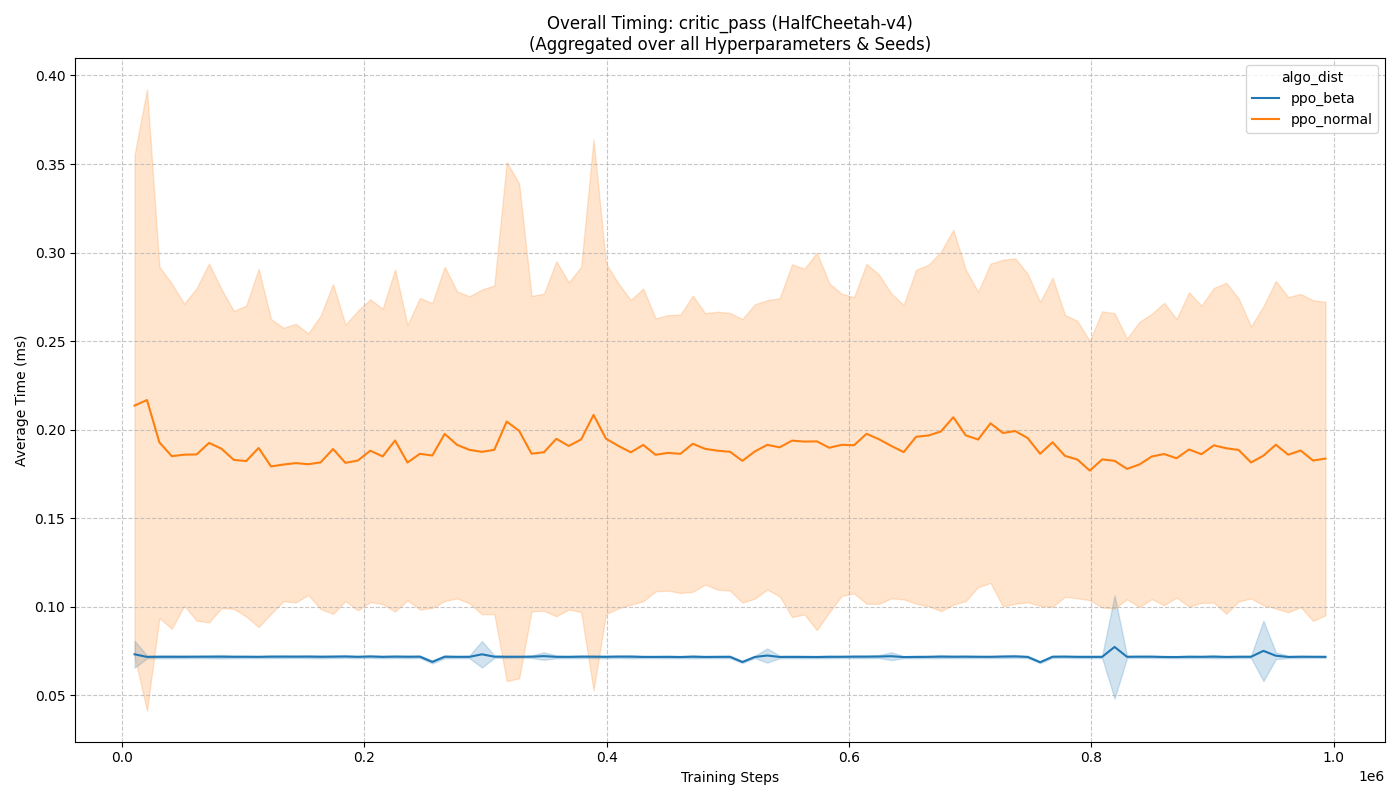 Overall Timing: critic_pass (HalfCheetah-v4)
(Aggregated over all Hyperparameters & Seeds)
algo_dist
ppo_beta
ppo_normal
Average Time (ms)
0.40
0.35
0.30
0.25
0.20
0.15
0.10
0.05
0.0 0.2 0.4 0.6 0.8 1.0
Training Steps
1e6